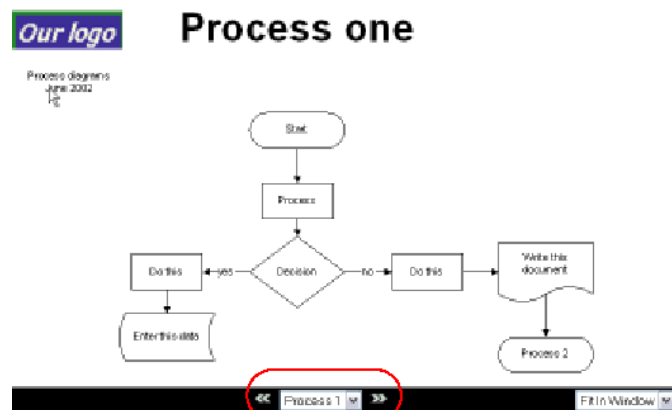 Our logo
Process one
Process diagrams
June 2002
Start
Process
Do this
yes
Decision
no
Do this
Write this
document
Enter this data
Process 2
Process 1
Fit in Window